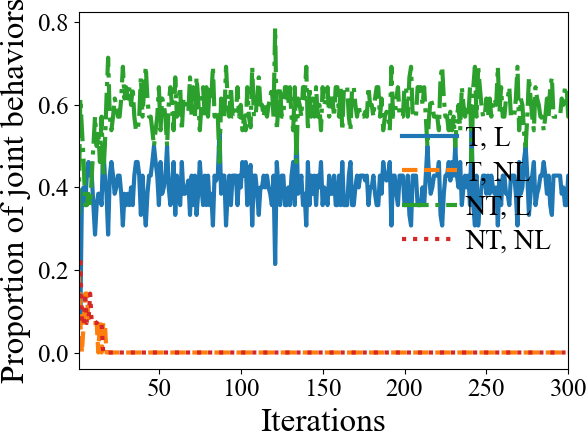 Proportion of joint behaviors
0.8
0.6
0.4
0.2
0.0
T, L
T, NL
NT, L
NT, NL
50
100
150
200
250
300
Iterations